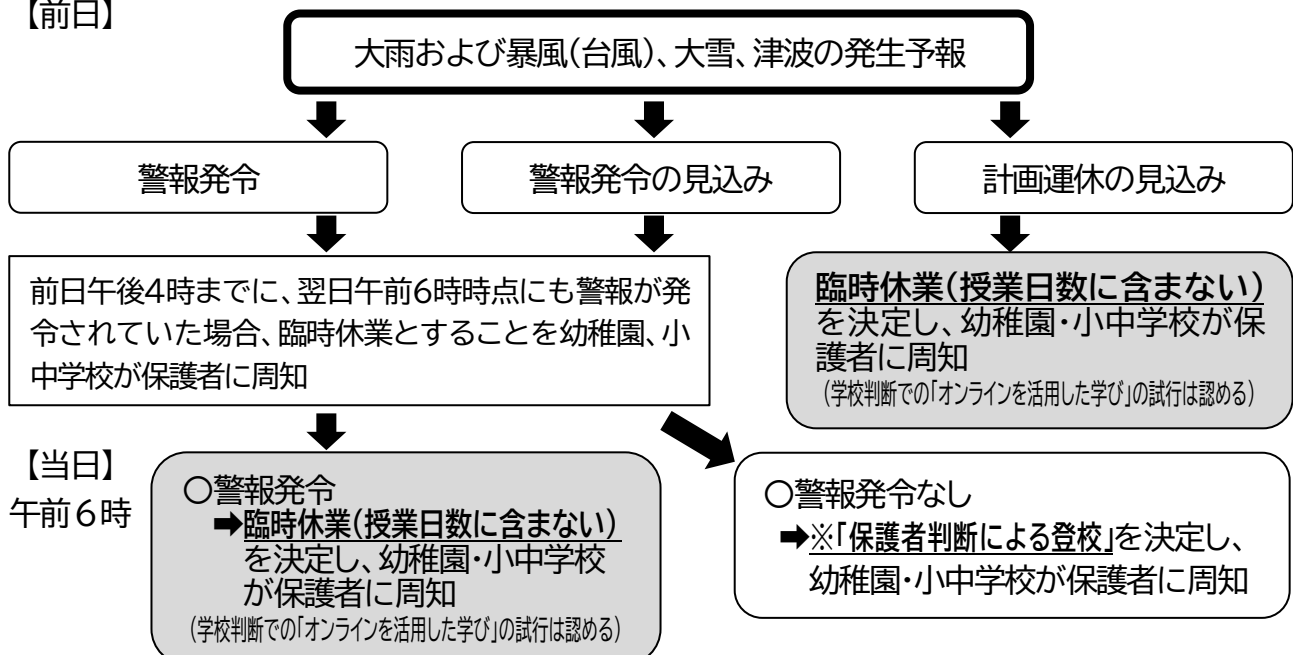 【前日】
大雨および暴風(台風)、大雪、津波の発生予報
警報発令
警報発令の見込み
計画運休の見込み
前日午後4時までに、翌日午前6時時点にも警報が発
令されていた場合、臨時休業とすることを幼稚園、小
中学校が保護者に周知
臨時休業(授業日数に含まない)
を決定し、幼稚園・小中学校が保
護者に周知
(学校判断での「オンラインを活用した学び」の試行は認める)
【当日】
午前6時
○警報発令
➡臨時休業(授業日数に含まない)
を決定し、幼稚園・小中学校
が保護者に周知
(学校判断での「オンラインを活用した学び」の試行は認める)
○警報発令なし
➡※「保護者判断による登校」を決定し、
幼稚園・小中学校が保護者に周知